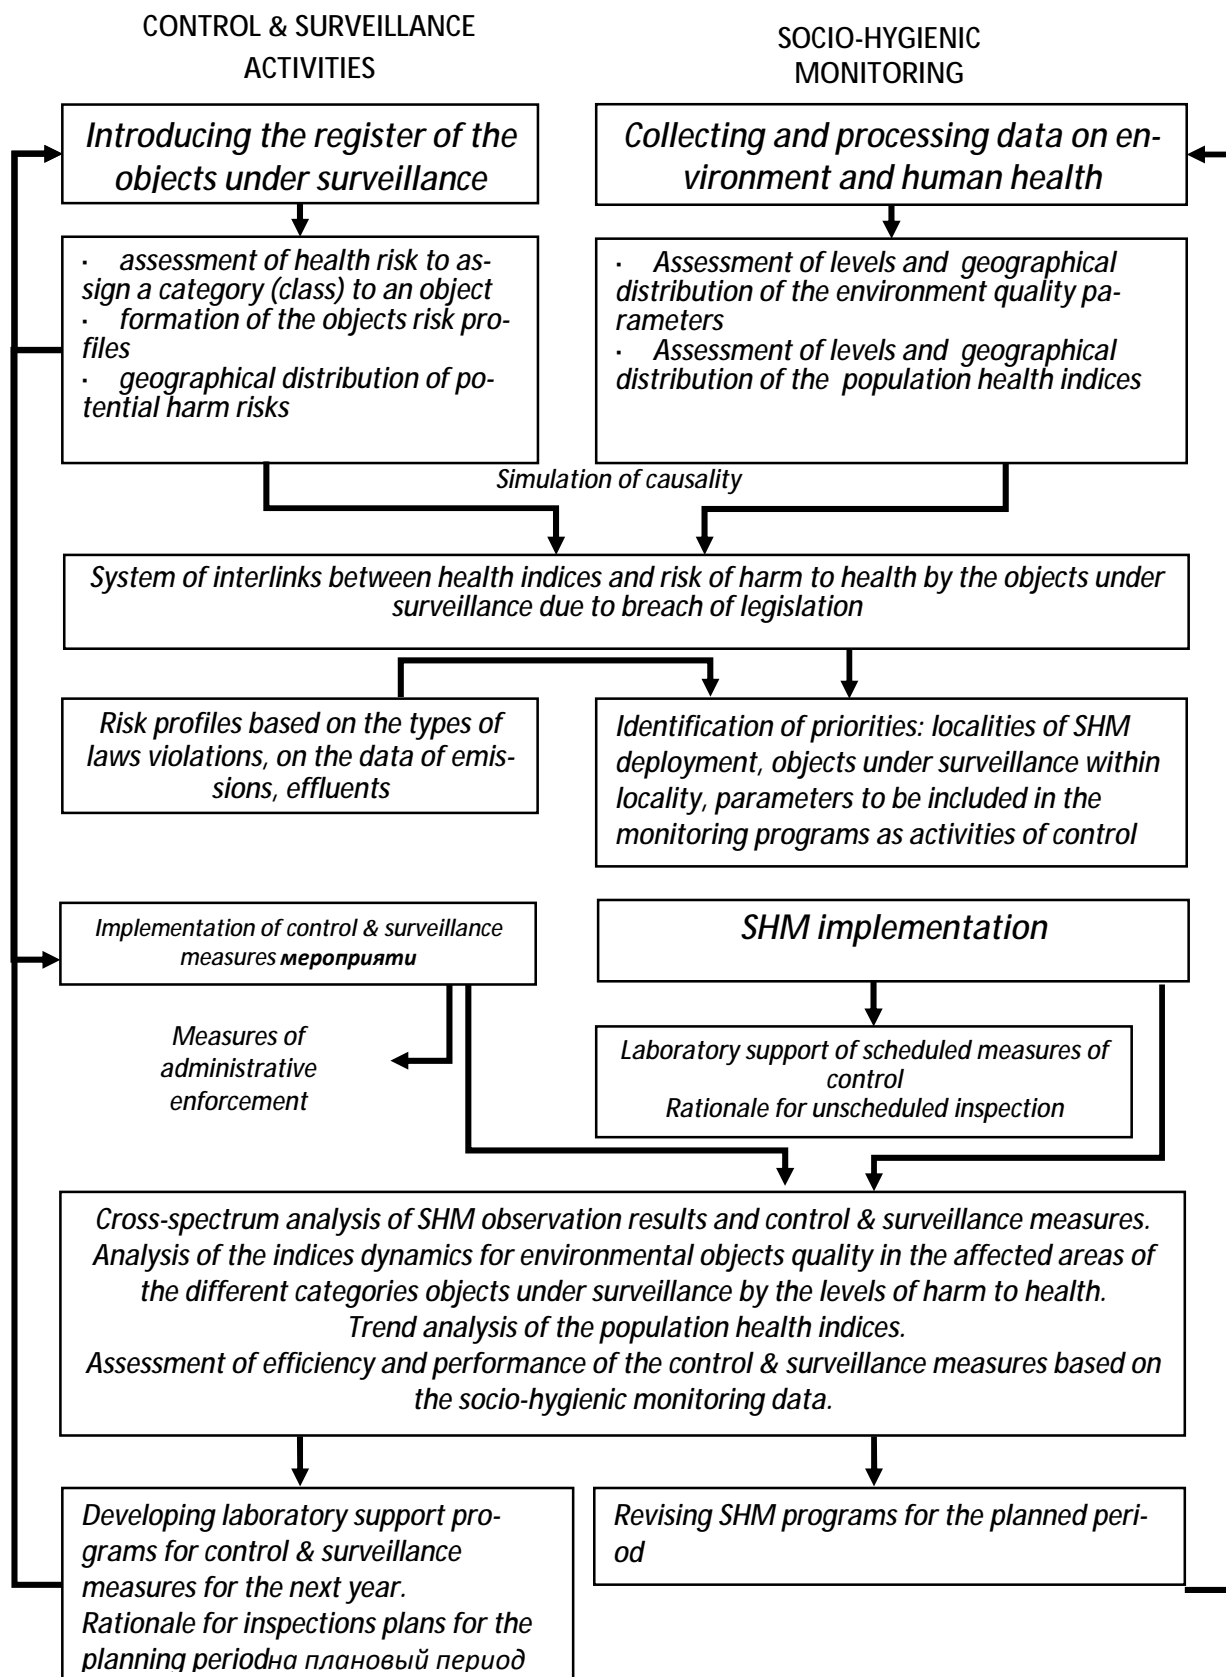 CONTROL & SURVEILLANCE
ACTIVITIES
SOCIO-HYGIENIC
MONITORING
Introducing the register of the
objects under surveillance
Collecting and processing data on en-
vironment and human health
· assessment of health risk to as-
sign a category (class) to an object
· formation of the objects risk pro-
files
· geographical distribution of po-
tential harm risks
· Assessment of levels and geographical
distribution of the environment quality pa-
rameters
· Assessment of levels and geographical
distribution of the population health indices
Simulation of causality
System of interlinks between health indices and risk of harm to health by the objects under
surveillance due to breach of legislation
Risk profiles based on the types of
laws violations, on the data of emis-
sions, effluents
Identification of priorities: localities of SHM
deployment, objects under surveillance within
locality, parameters to be included in the
monitoring programs as activities of control
Implementation of control & surveillance
measures мероприяти
SHM implementation
Measures of
administrative
enforcement
Laboratory support of scheduled measures of
control
Rationale for unscheduled inspection
Cross-spectrum analysis of SHM observation results and control & surveillance measures.
Analysis of the indices dynamics for environmental objects quality in the affected areas of
the different categories objects under surveillance by the levels of harm to health.
Trend analysis of the population health indices.
Assessment of efficiency and performance of the control & surveillance measures based on
the socio-hygienic monitoring data.
Developing laboratory support pro-
grams for control & surveillance
measures for the next year.
Rationale for inspections plans for the
planning periodна плановый период
Revising SHM programs for the planned peri-
od